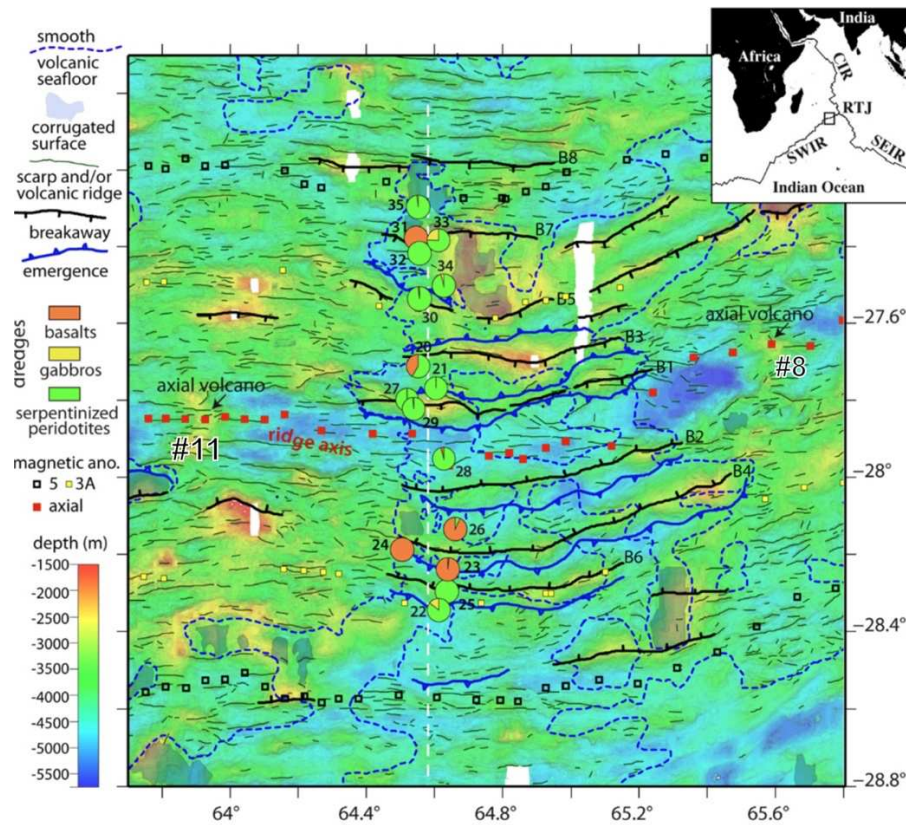 smooth
volcanic
seafloor
corrugated
surface
scarp and/or
volcanic ridge
breakaway
emergence
areages
basalts
gabbros
serpentinized
peridotites
magnetic ano.
5 3A
axial
depth (m)
-1500
-2000
-2500
-3000
-3500
-4000
-4500
-5000
-5500
India
Africa
CIR
RTJ
SWIR
SEIR
Indian Ocean
B8
35
33
31
B7
32
34
B5
30
20
B3
21
B1
27
29
axial volcano
#11
ridge axis
axial volcano
#8
28
B2
B4
26
24
23
B6
25
22
−27.6°
−28°
−28.4°
−28.8°
64°
64.4°
64.8°
65.2°
65.6°